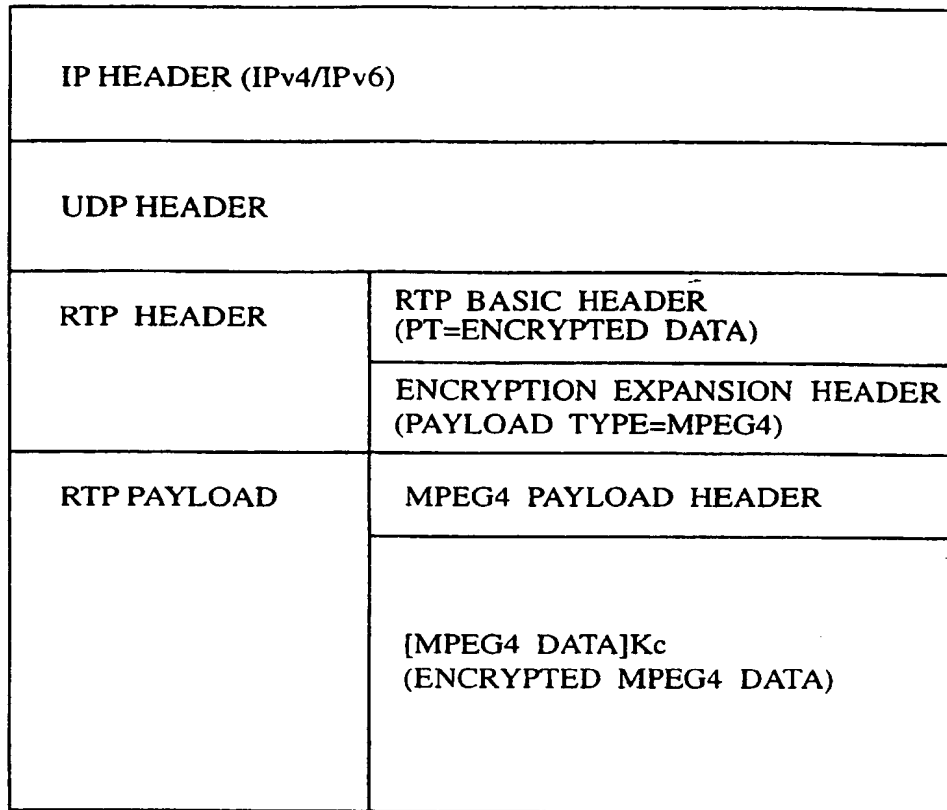 IP HEADER (IPv4/IPv6)
UDP HEADER
RTP HEADER
RTP BASIC HEADER
(PT=ENCRYPTED DATA)
ENCRYPTION EXPANSION HEADER
(PAYLOAD TYPE=MPEG4)
RTP PAYLOAD
MPEG4 PAYLOAD HEADER
[MPEG4 DATA]Kc
(ENCRYPTED MPEG4 DATA)